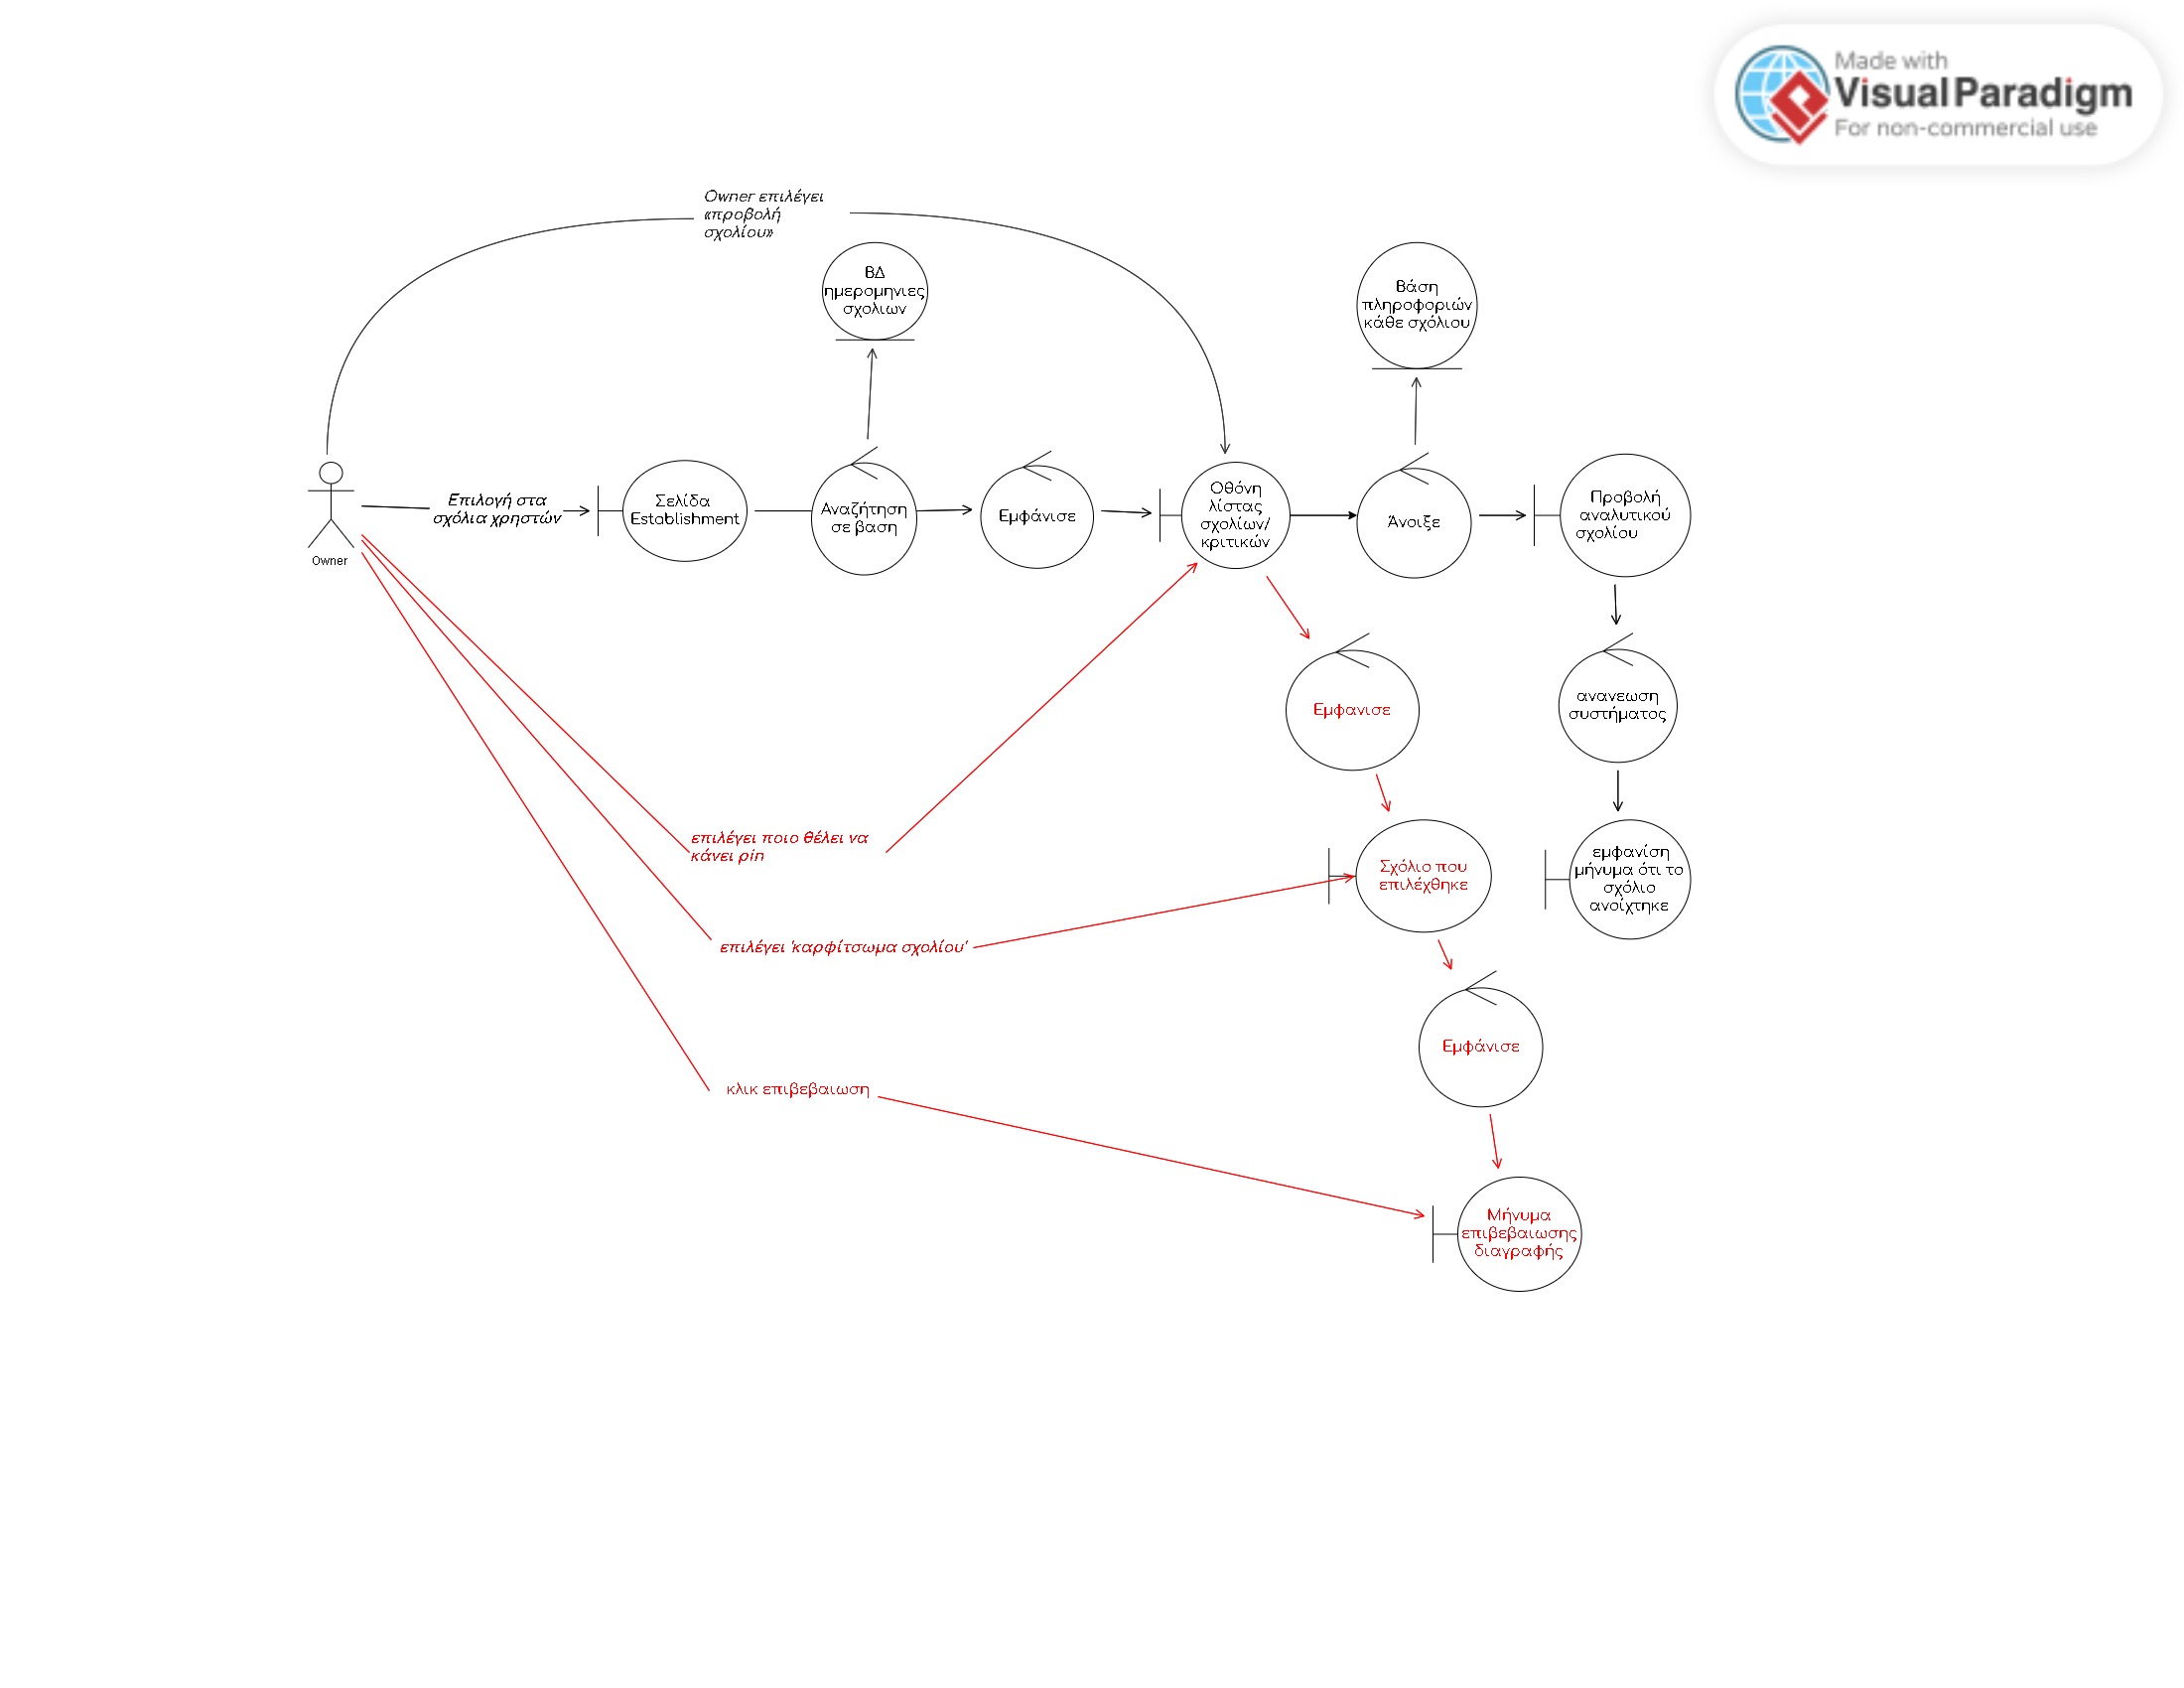 Made with
Visual Paradigm
For non-commercial use
Owner επιλέγει
«προβολή
σχολίου»
ΒΔ
ημερομηνιες
σχολιων
Βάση
πληροφοριών
κάθε σχόλιου
Owner
Επιλογή στα
σχόλια χρηστών
Σελίδα
Establishment
Αναζήτηση
σε βαση
Εμφάνισε
Οθόνη
λίστας
σχολίων/
κριτικών
Άνοιξε
Προβολή
αναλυτικού
σχολίου
Εμφανισε
ανανεωση
συστήματος
επιλέγει ποιο θέλει να
κάνει pin
Σχόλιο που
επιλέχθηκε
εμφανίση
μήνυμα ότι το
σχόλιο
ανοίχτηκε
επιλέγει 'καρφίτσωμα σχολίου'
Εμφάνισε
κλικ επιβεβαιωση
Μήνυμα
επιβεβαιωσης
διαγραφής